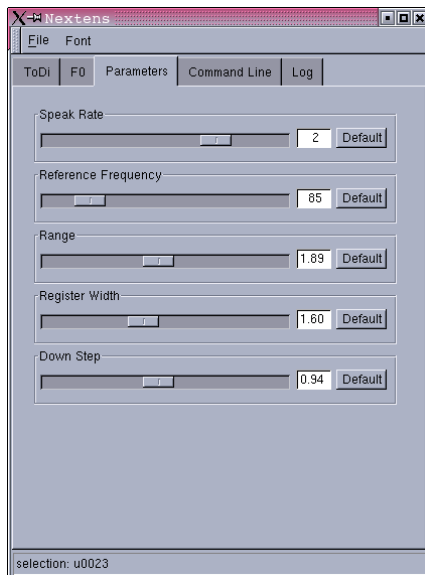 Nextens
File Font
ToDi F0 Parameters Command Line Log
Speak Rate
2 Default
Reference Frequency
85 Default
Range
1.89 Default
Register Width
1.60 Default
Down Step
0.94 Default
selection: u0023